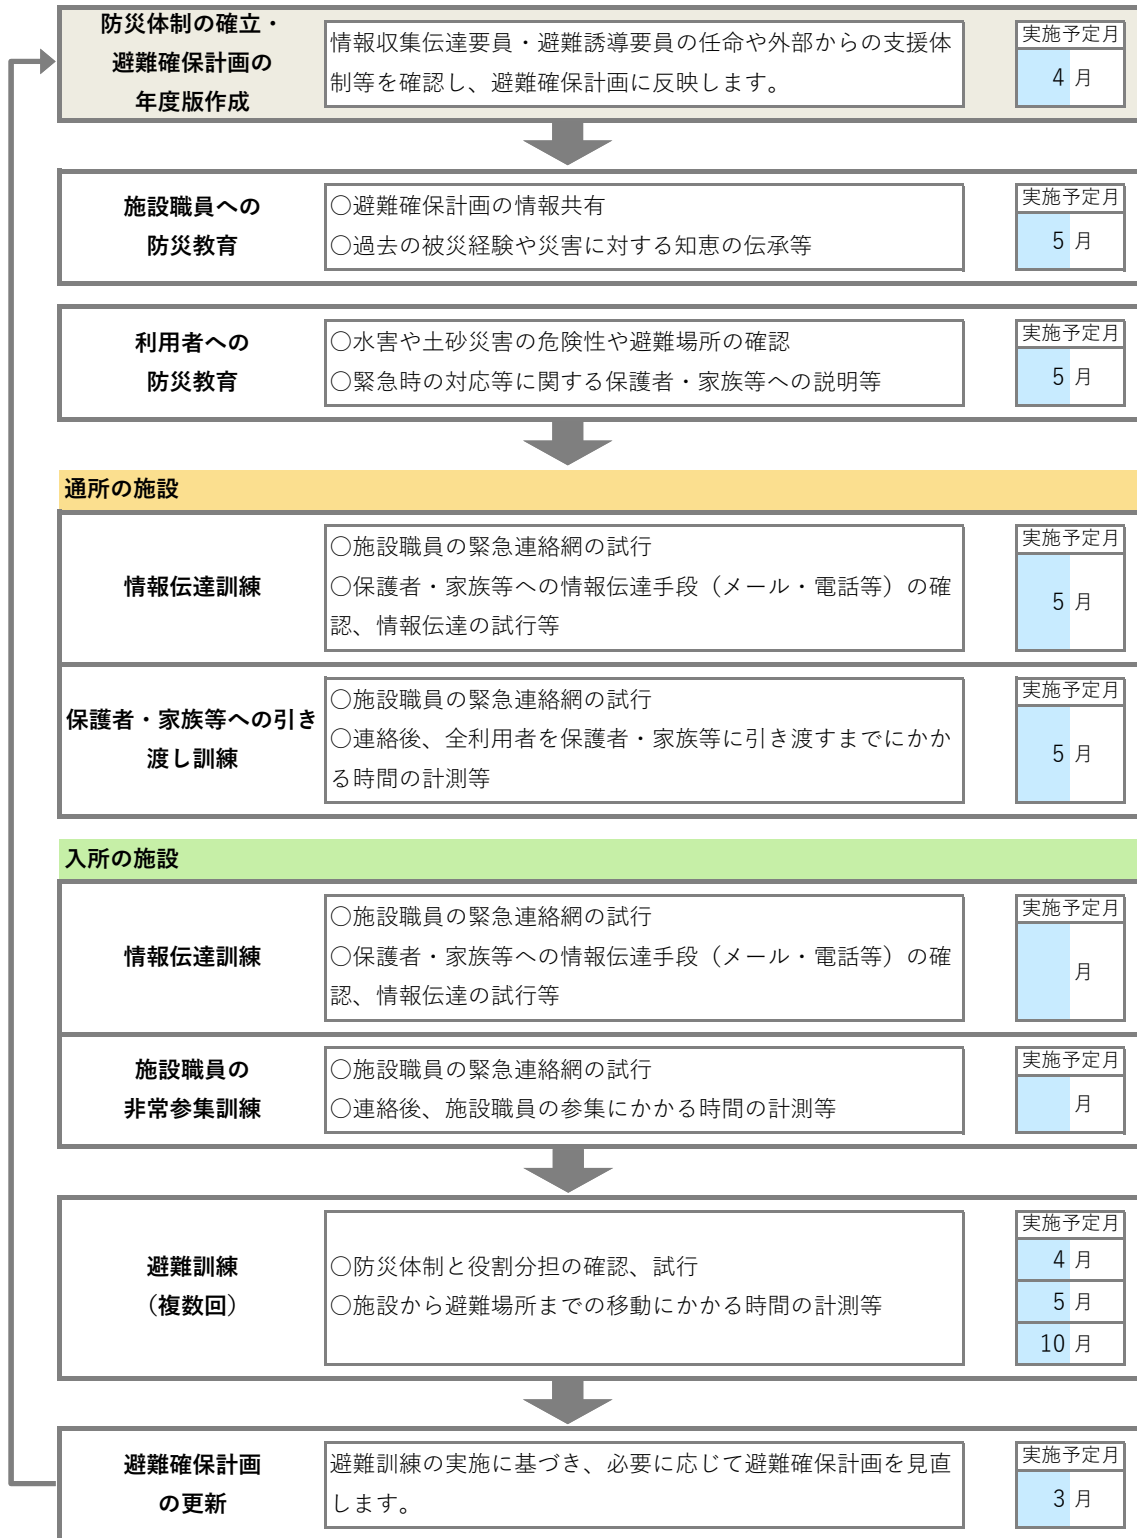 防災体制の確立・
避難確保計画の
年度版作成
情報収集伝達要員・避難誘導要員の任命や外部からの支援体
制等を確認し、避難確保計画に反映します。
実施予定月
4 月
施設職員への
防災教育
○避難確保計画の情報共有
○過去の被災経験や災害に対する知恵の伝承等
実施予定月
5 月
利用者への
防災教育
○水害や土砂災害の危険性や避難場所の確認
○緊急時の対応等に関する保護者・家族等への説明等
実施予定月
5 月
通所の施設
情報伝達訓練
○施設職員の緊急連絡網の試行
○保護者・家族等への情報伝達手段（メール・電話等）の確
認、情報伝達の試行等
実施予定月
5 月
保護者・家族等への引き
渡し訓練
○施設職員の緊急連絡網の試行
○連絡後、全利用者を保護者・家族等に引き渡すまでにかか
る時間の計測等
実施予定月
5 月
入所の施設
情報伝達訓練
○施設職員の緊急連絡網の試行
○保護者・家族等への情報伝達手段（メール・電話等）の確
認、情報伝達の試行等
実施予定月
月
施設職員の
非常参集訓練
○施設職員の緊急連絡網の試行
○連絡後、施設職員の参集にかかる時間の計測等
実施予定月
月
避難訓練
（複数回）
○防災体制と役割分担の確認、試行
○施設から避難場所までの移動にかかる時間の計測等
実施予定月
4 月
5 月
10 月
避難確保計画
の更新
避難訓練の実施に基づき、必要に応じて避難確保計画を見直
します。
実施予定月
3 月